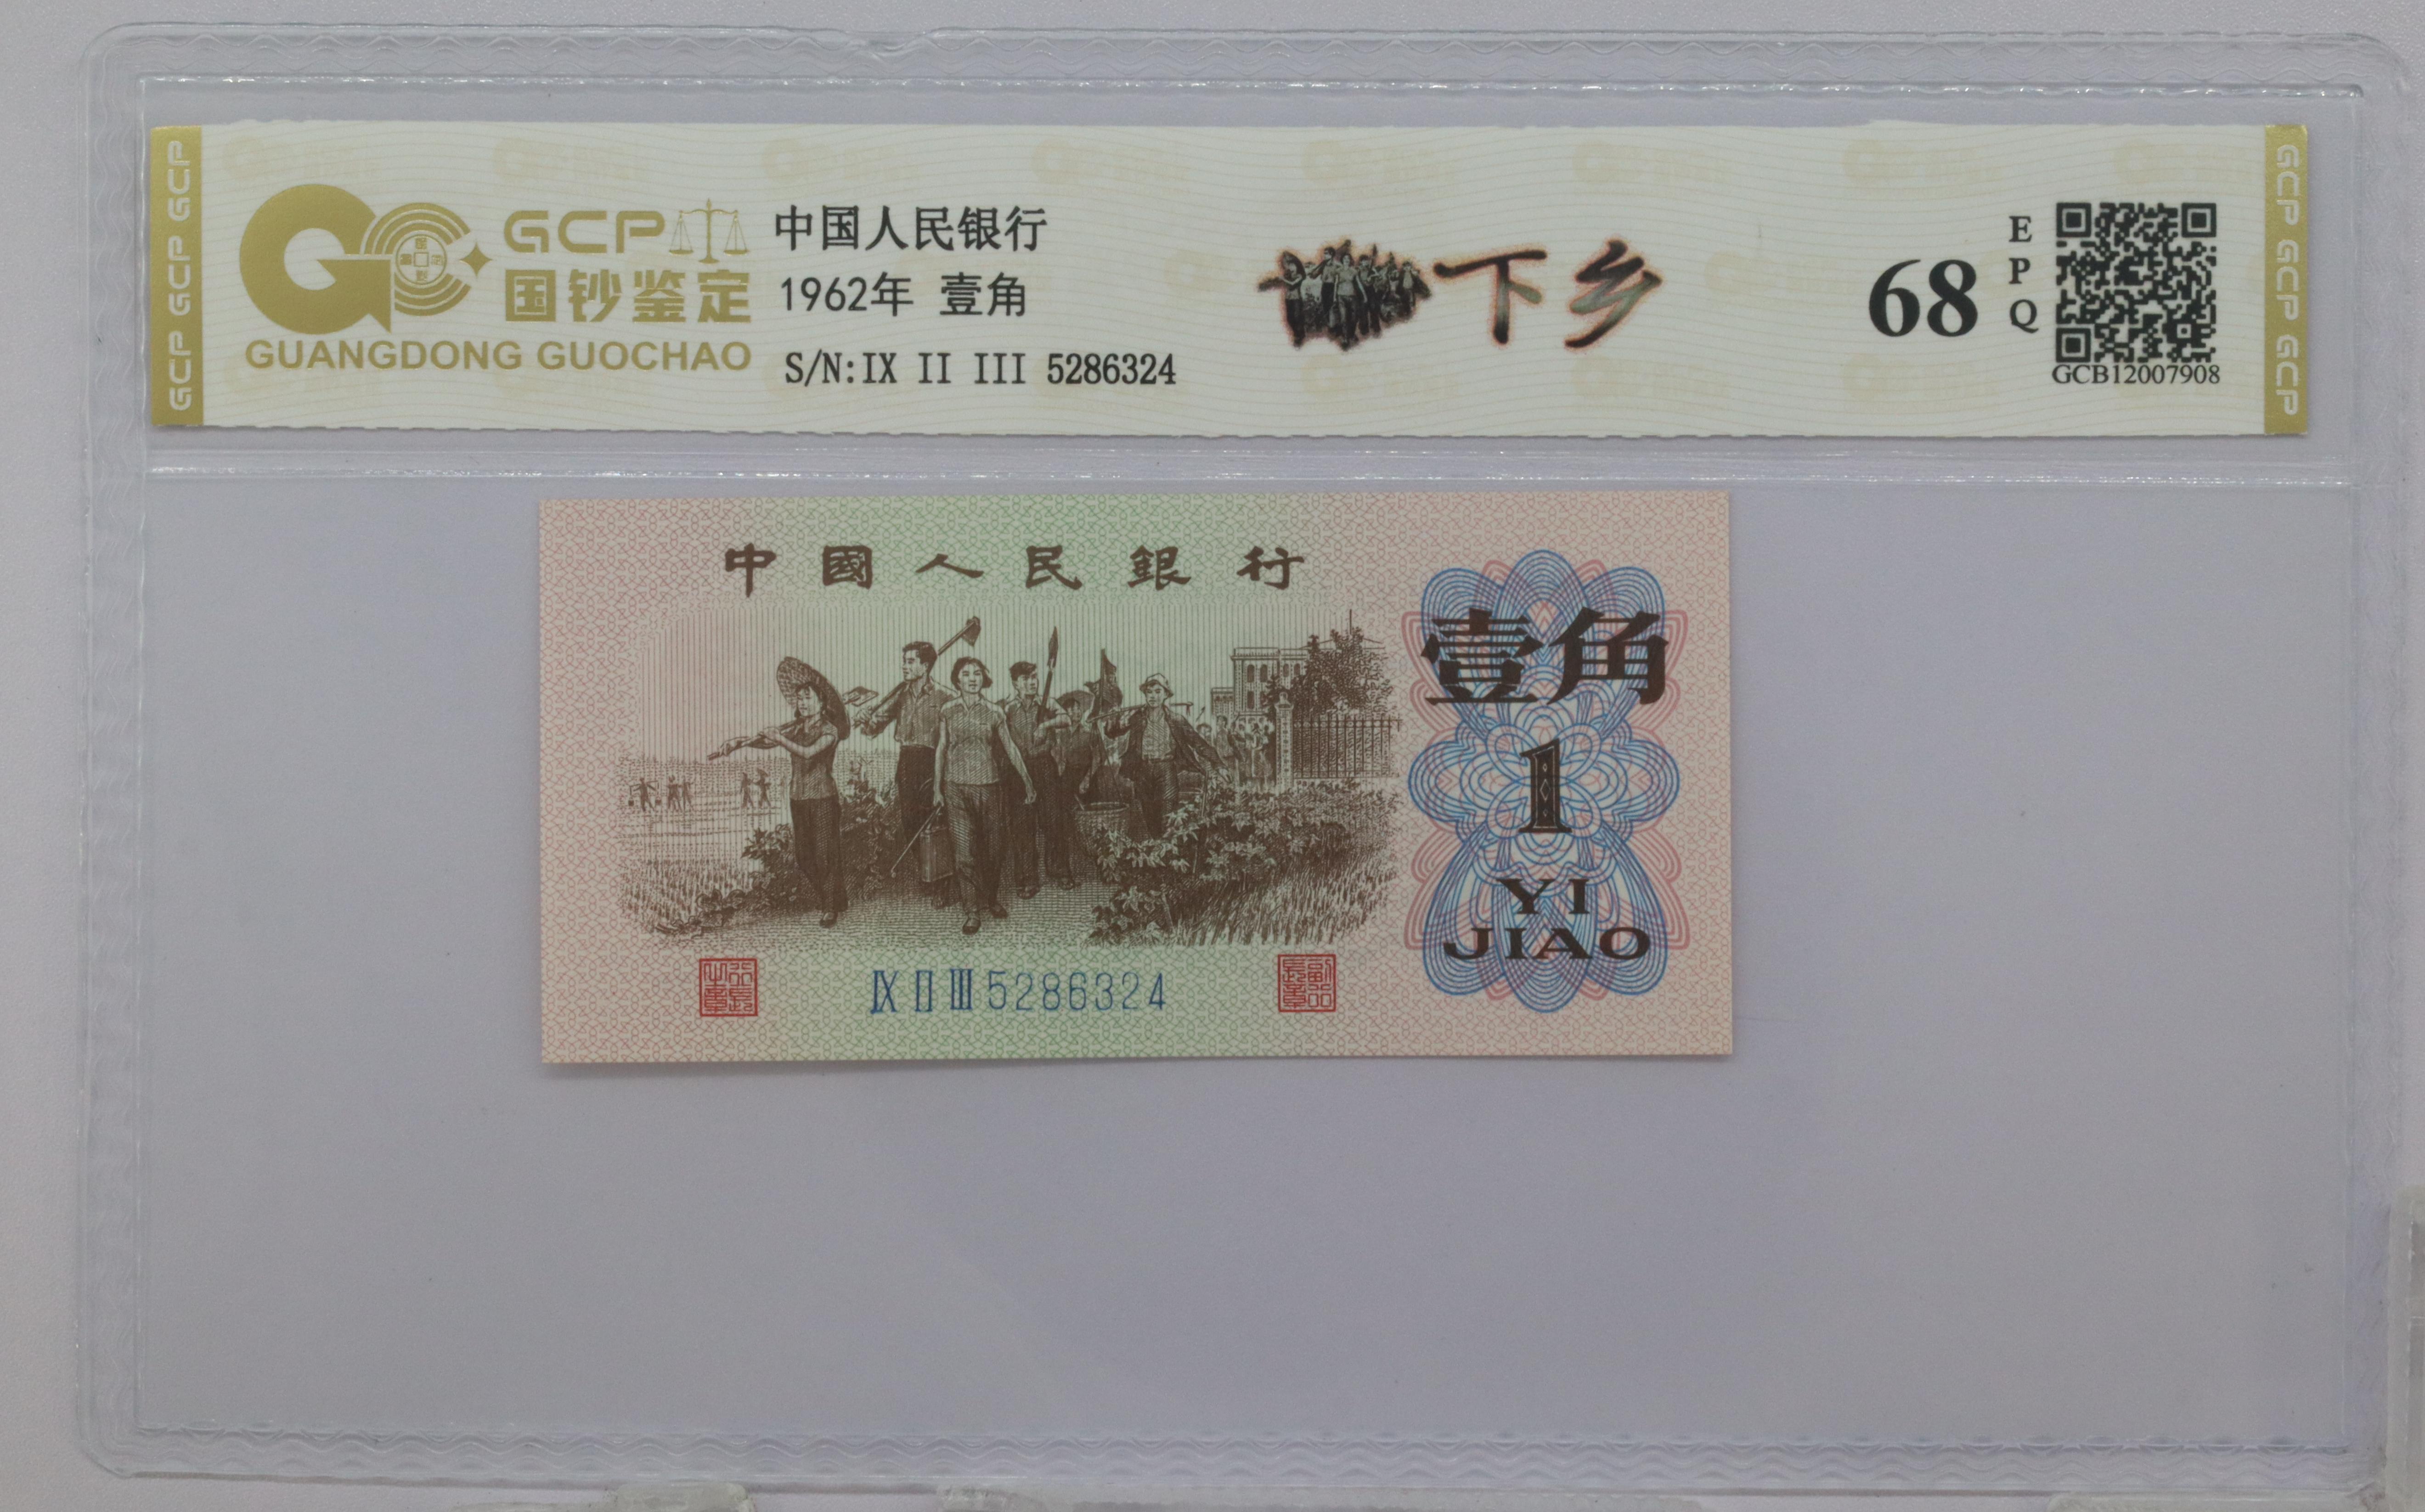 GCP GCP GCP
GCP
国钞鉴定
GUANGDONG GUOCHAO
中国人民银行
1962年 壹角
S/N:IX II III 5286324
下乡
68
EPQ
GCB12007908
GCP GCP GCP
中國人民銀行
壹角
1
YI
JIAO
IX II III 5286324